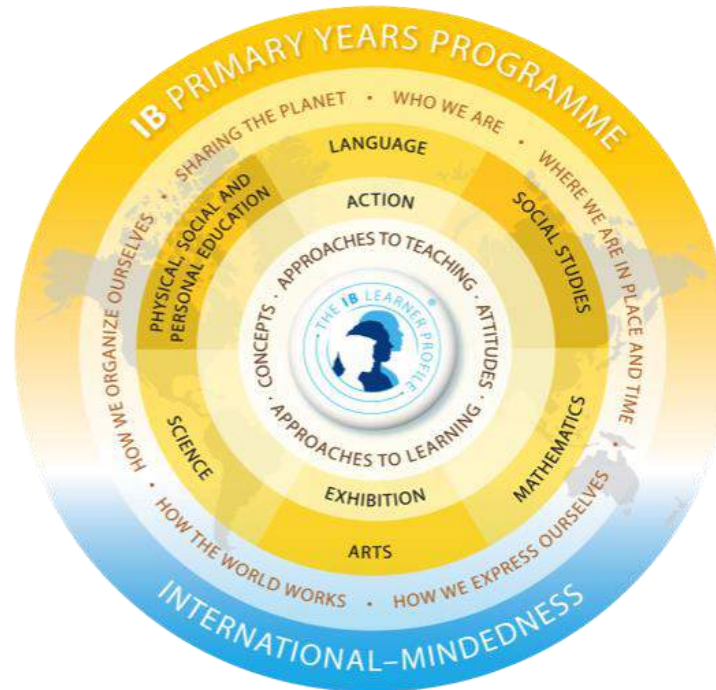 IB PRIMARY YEARS PROGRAMME
SHARING THE PLANET • WHO WE ARE • WHERE WE ARE IN PLACE AND TIME • HOW WE EXPRESS OURSELVES • HOW THE WORLD WORKS • HOW WE ORGANIZE OURSELVES •
LANGUAGE
SOCIAL STUDIES
MATHEMATICS
ARTS
SCIENCE
PHYSICAL, SOCIAL AND
PERSONAL EDUCATION
ACTION
EXHIBITION
APPROACHES TO TEACHING · ATTITUDES · APPROACHES TO LEARNING · CONCEPTS ·
· THE IB LEARNER PROFILE · ®
INTERNATIONAL–MINDEDNESS